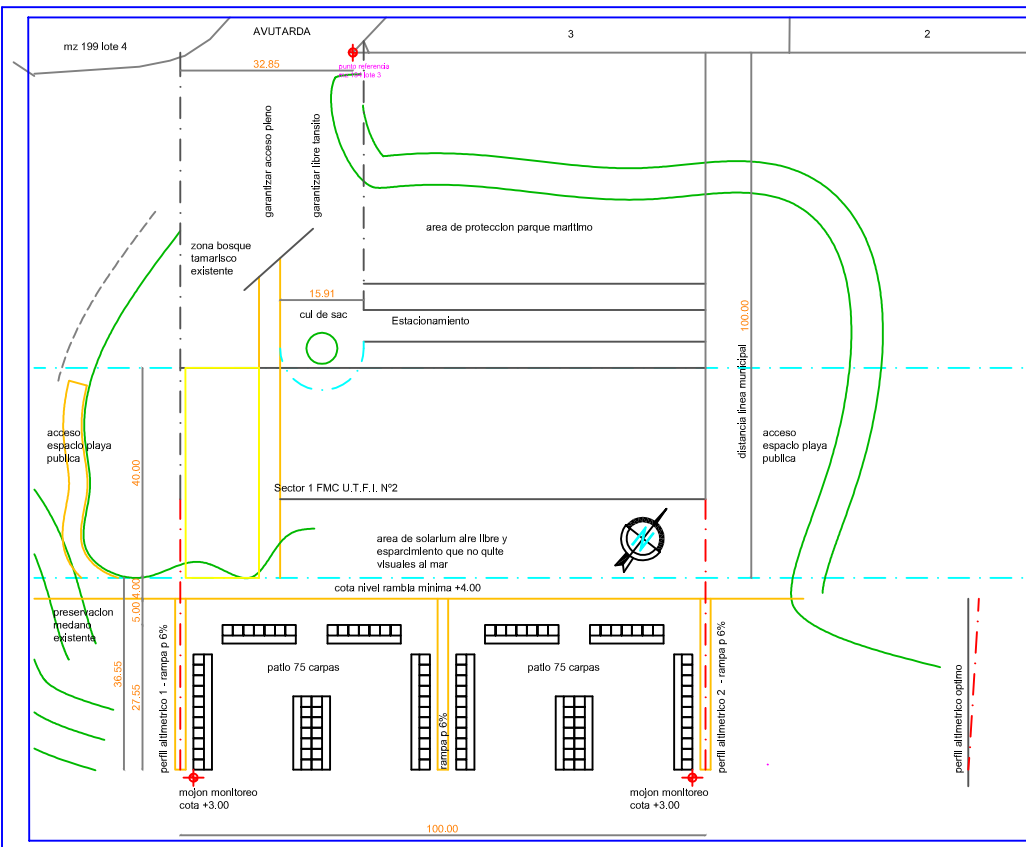 mz 199 lote 4
AVUTARDA
3
2
32.85
punto referencia
mz 194 lote 3
garantizar acceso pleno
garantizar libre tansito
zona bosque
tamarisco
existente
area de proteccion parque maritimo
15.91
cul de sac
Estacionamiento
100.00
distancia linea municipal
acceso
espacio playa
publica
40.00
acceso
espacio playa
publica
Sector 1 FMC U.T.F.I. Nº2
area de solarium aire libre y
esparcimiento que no quite
visuales al mar
cota nivel rambla minima +4.00
4.00
5.00
preservacion
medano
existente
36.55
27.55
perfil altimetrico 1 - rampa p 6%
patio 75 carpas
rampa p 6%
patio 75 carpas
perfil altimetrico 2 - rampa p 6%
perfil altimetrico optimo
mojon monitoreo
cota +3.00
mojon monitoreo
cota +3.00
100.00